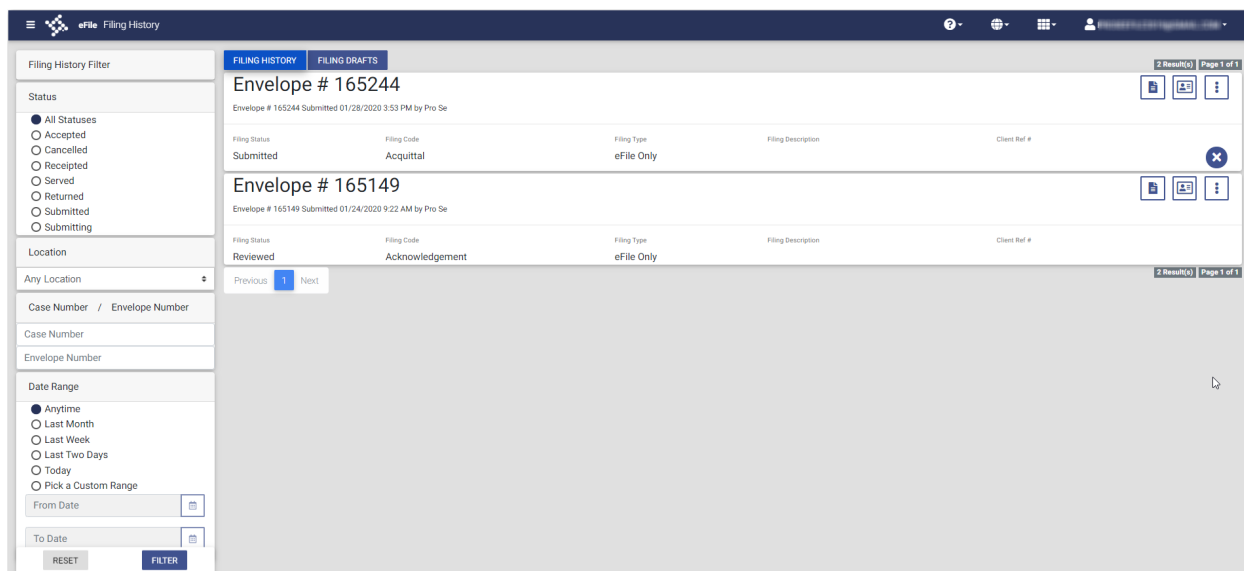 eFile Filing History
Filing History Filter
Status
All Statuses
Accepted
Cancelled
Receipted
Served
Returned
Submitted
Submitting
Location
Any Location
Case Number / Envelope Number
Case Number
Envelope Number
Date Range
Anytime
Last Month
Last Week
Last Two Days
Today
Pick a Custom Range
From Date
To Date
RESET FILTER
FILING HISTORY FILING DRAFTS
2 Result(s) Page 1 of 1
Envelope # 165244
Envelope # 165244 Submitted 01/28/2020 3:53 PM by Pro Se
Filing Status Filing Code Filing Type Filing Description Client Ref #
Submitted Acquittal eFile Only
Envelope # 165149
Envelope # 165149 Submitted 01/24/2020 9:22 AM by Pro Se
Filing Status Filing Code Filing Type Filing Description Client Ref #
Reviewed Acknowledgement eFile Only
Previous 1 Next
2 Result(s) Page 1 of 1